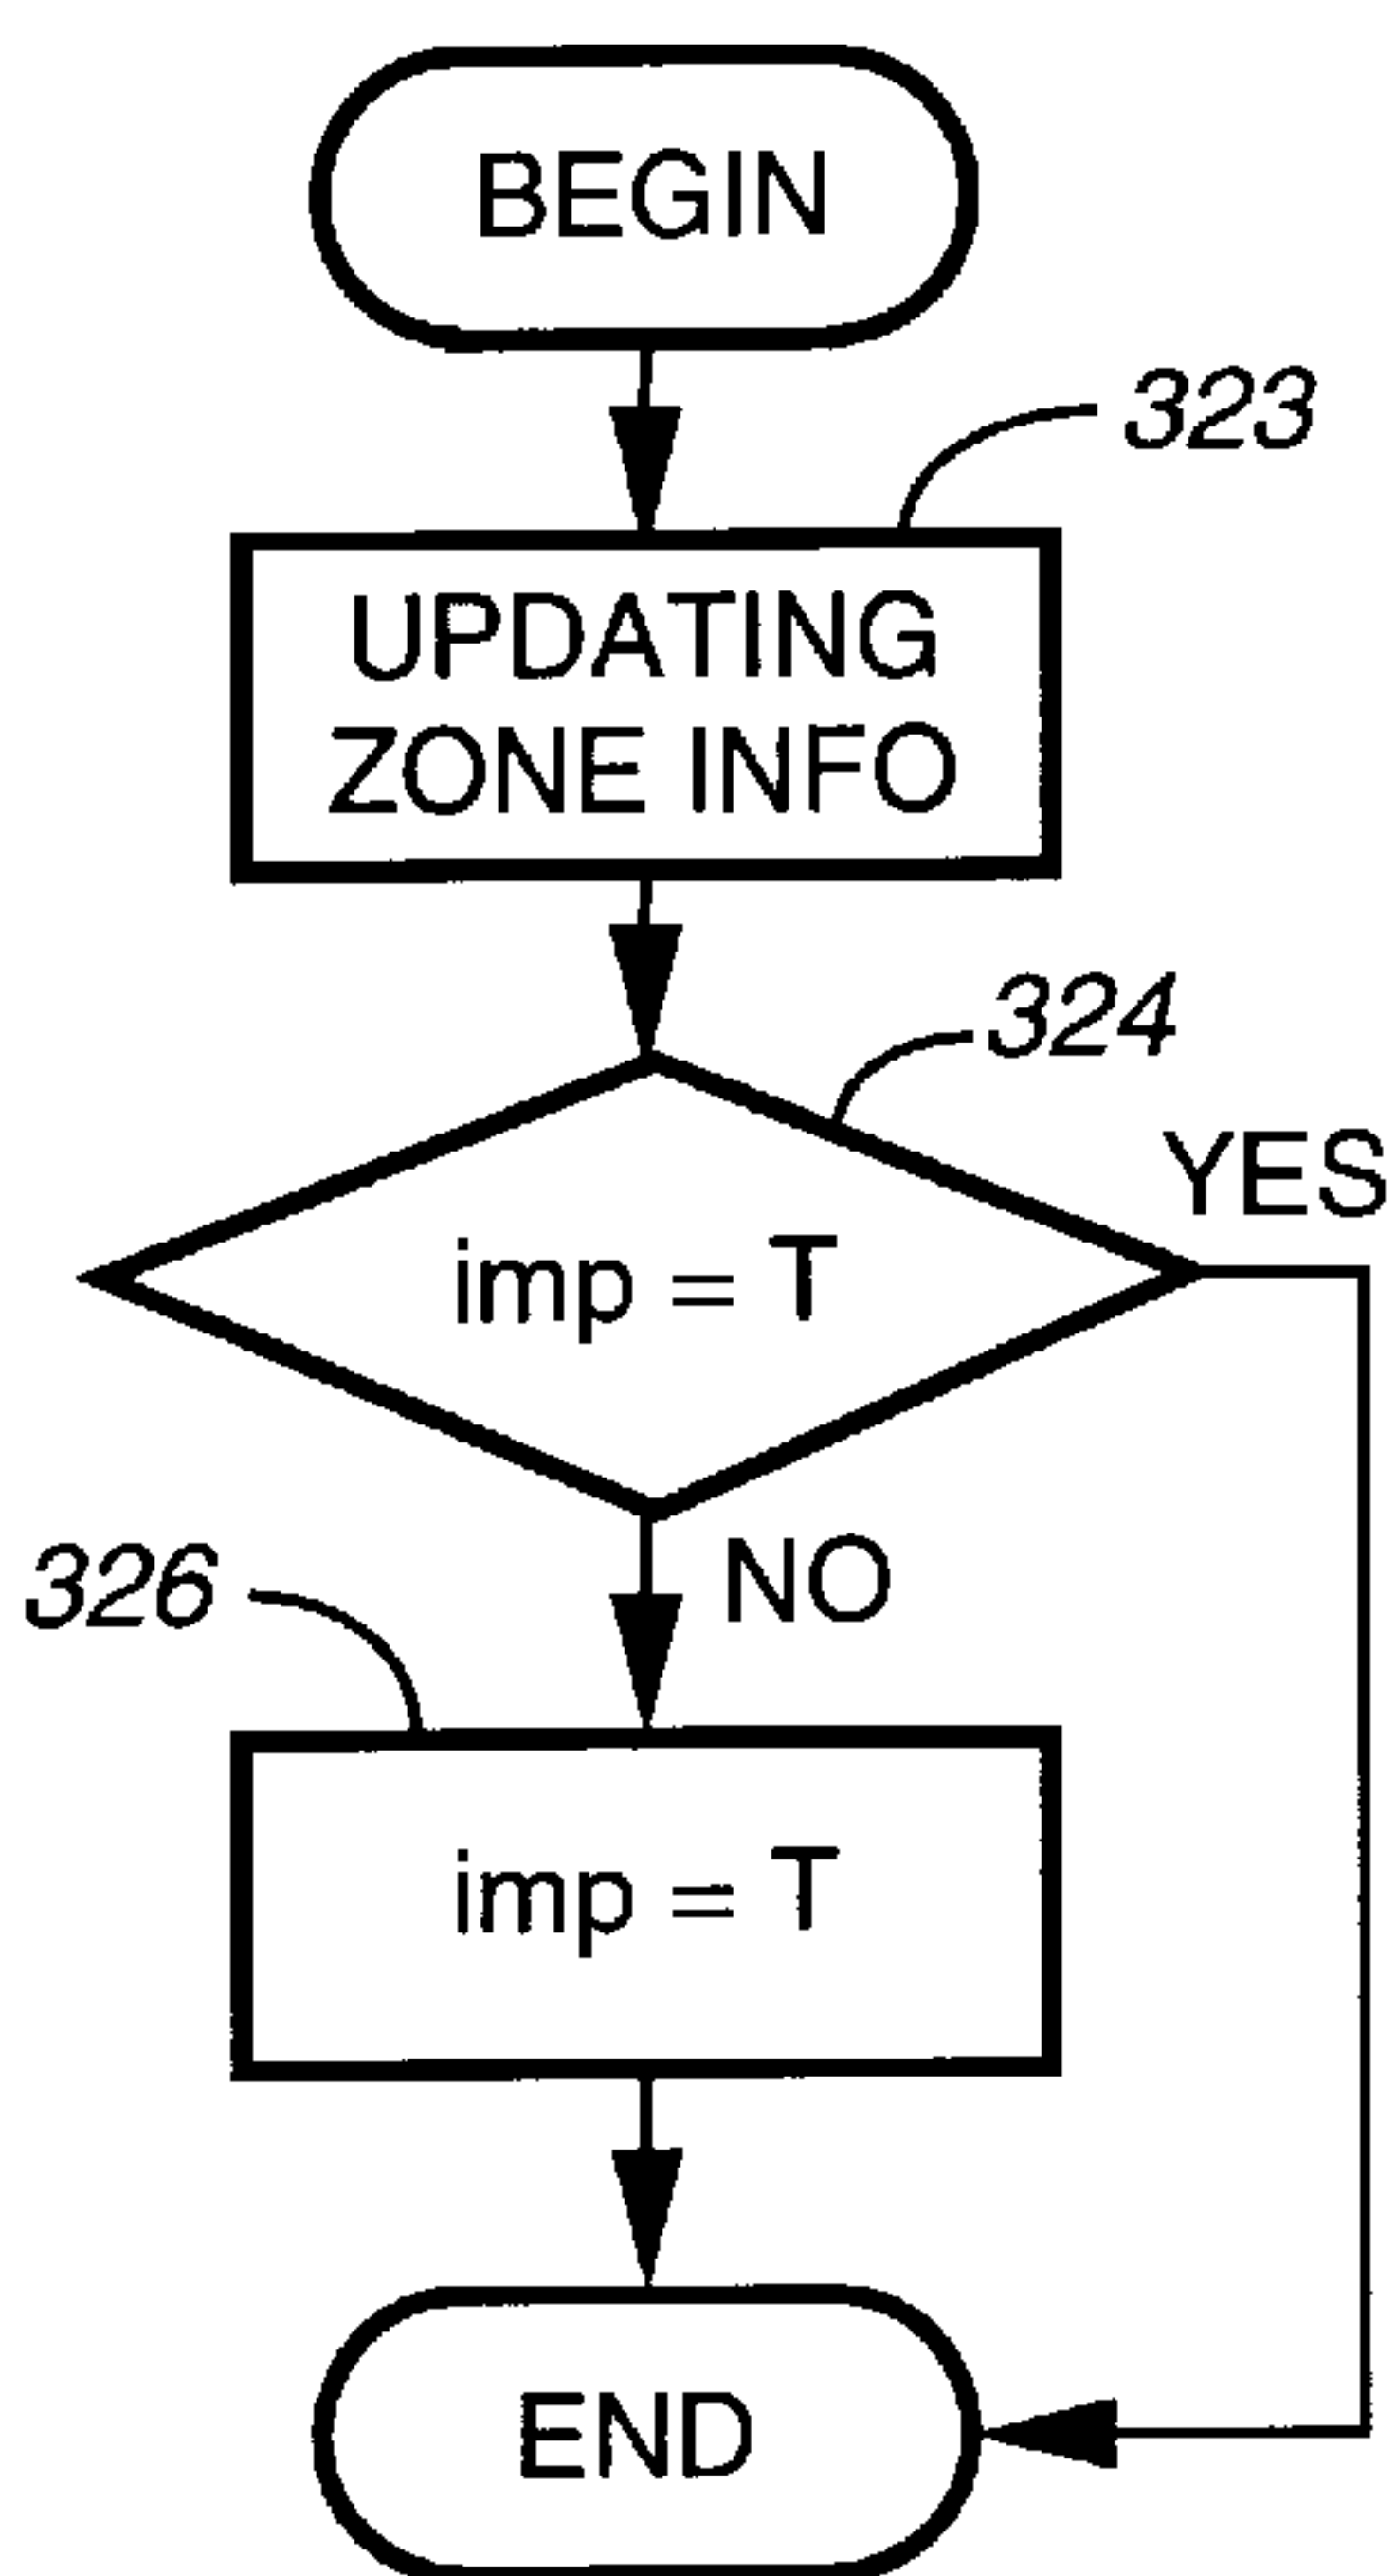 BEGIN
323
UPDATING
ZONE INFO
324
YES
imp = T
NO
326
imp = T
END